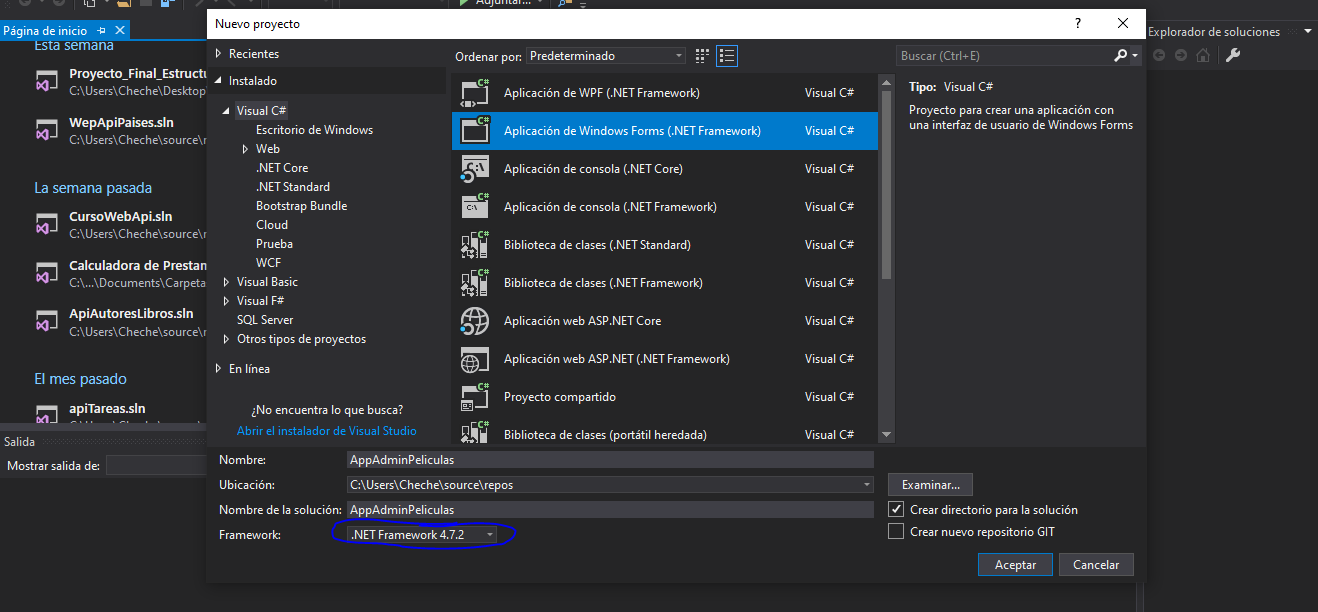 Adjuntar...
Página de inicio
Esta semana
Proyecto_Final_Estructu
C:\Users\Cheche\Desktop\
WepApiPaises.sln
C:\Users\Cheche\source\r
La semana pasada
CursoWebApi.sln
C:\Users\Cheche\source\r
Calculadora de Prestan
C:\...\Documents\Carpeta
ApiAutoresLibros.sln
C:\Users\Cheche\source\r
El mes pasado
apiTareas.sln
Salida
Mostrar salida de:
Nuevo proyecto
?
Recientes
Instalado
Visual C#
Escritorio de Windows
Web
.NET Core
.NET Standard
Bootstrap Bundle
Cloud
Prueba
WCF
Visual Basic
Visual F#
SQL Server
Otros tipos de proyectos
En línea
¿No encuentra lo que busca?
Abrir el instalador de Visual Studio
Ordenar por: Predeterminado
Buscar (Ctrl+E)
Aplicación de WPF (.NET Framework) Visual C#
Aplicación de Windows Forms (.NET Framework) Visual C#
Aplicación de consola (.NET Core) Visual C#
Aplicación de consola (.NET Framework) Visual C#
Biblioteca de clases (.NET Standard) Visual C#
Biblioteca de clases (.NET Framework) Visual C#
Aplicación web ASP.NET Core Visual C#
Aplicación web ASP.NET (.NET Framework) Visual C#
Proyecto compartido Visual C#
Biblioteca de clases (portátil heredada) Visual C#
Tipo: Visual C#
Proyecto para crear una aplicación con
una interfaz de usuario de Windows Forms
Nombre: AppAdminPeliculas
Ubicación: C:\Users\Cheche\source\repos
Examinar...
Nombre de la solución: AppAdminPeliculas
Crear directorio para la solución
Framework: .NET Framework 4.7.2
Crear nuevo repositorio GIT
Aceptar Cancelar
Explorador de soluciones